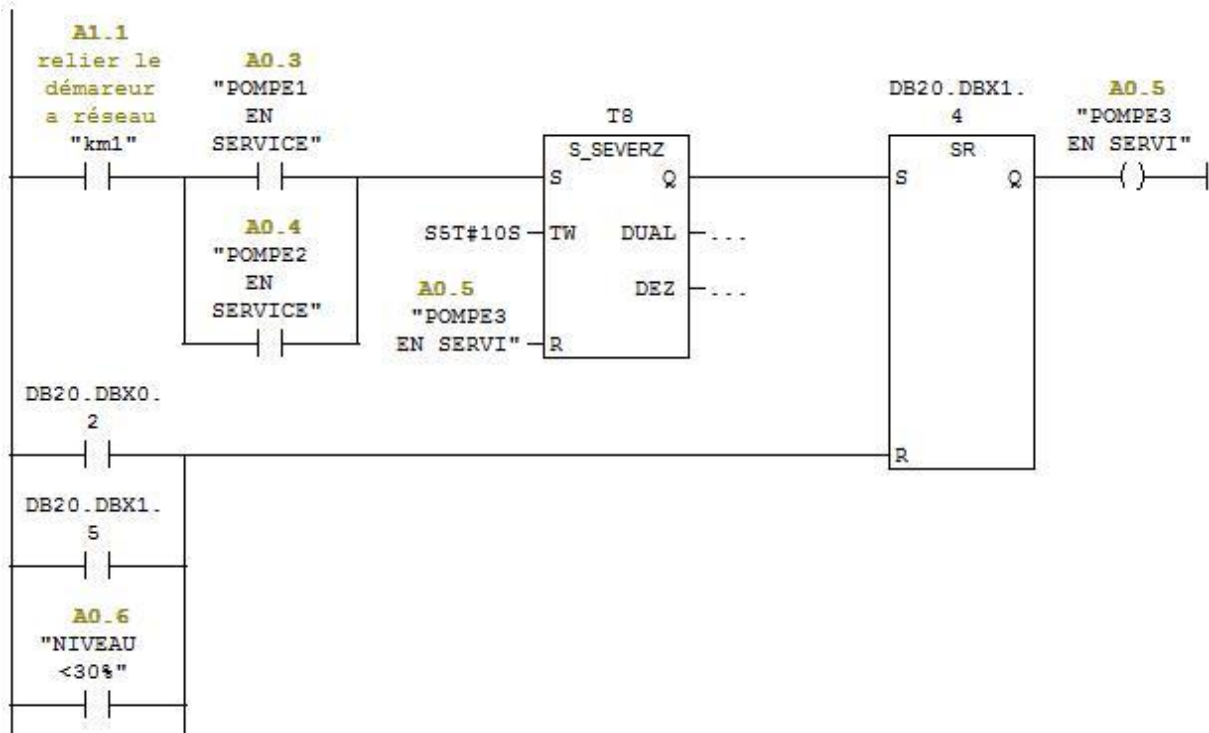 A1.1
relier le
démareur
a réseau
"km1"
A0.3
"POMPE1
EN
SERVICE"
T8
S_SEVERZ
S Q
DB20.DBX1.
4
SR
S Q
A0.5
"POMPE3
EN SERVI"
A0.4
"POMPE2
EN
SERVICE"
S5T#10S
TW DUAL ...
A0.5
"POMPE3
EN SERVI"
DEZ ...
R
DB20.DBX0.
2
R
DB20.DBX1.
5
A0.6
"NIVEAU
<30%"